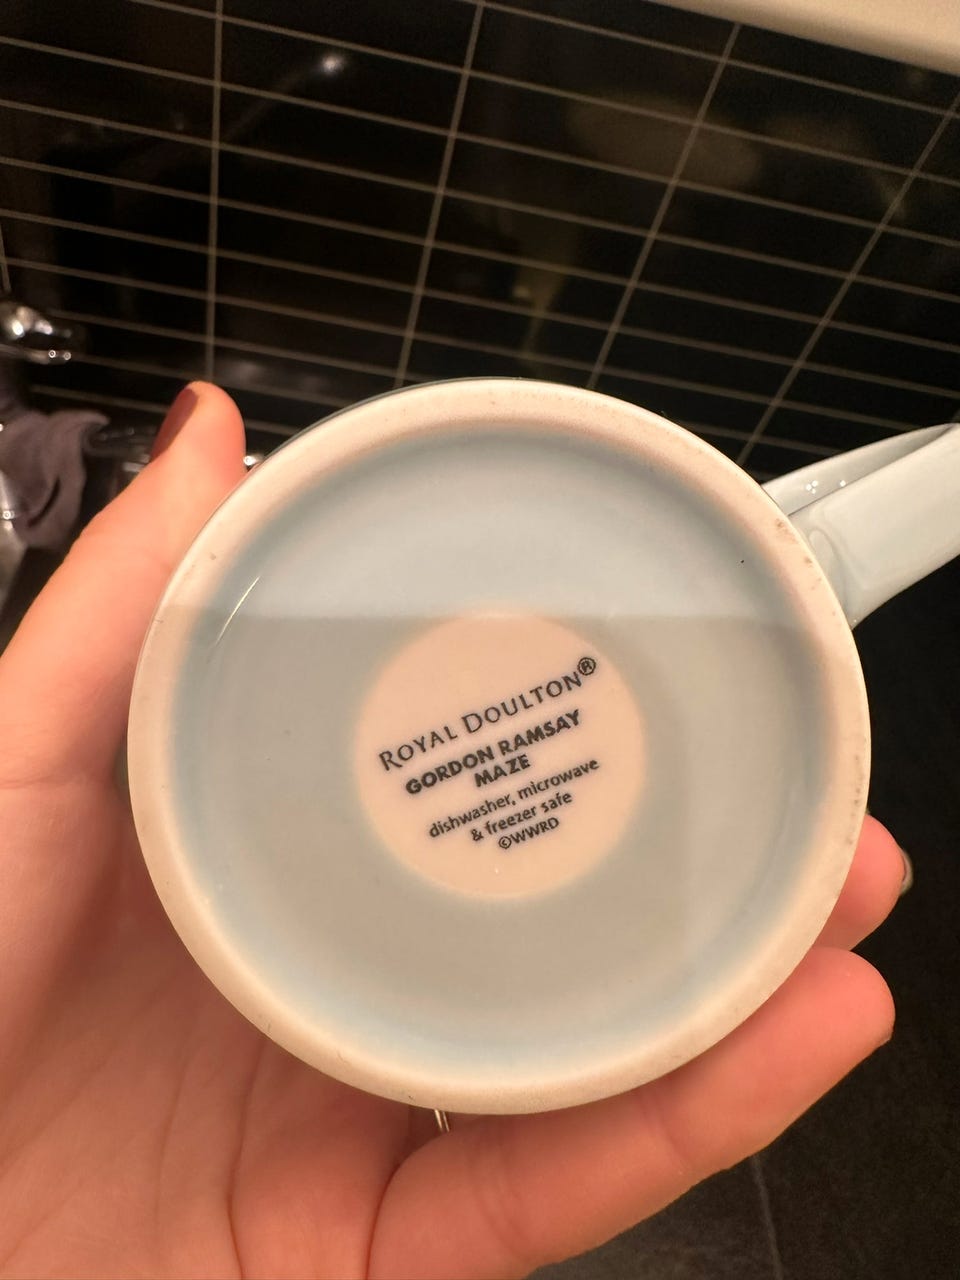 ROYAL DOULTON®
GORDON RAMSAY
MAZE
dishwasher, microwave
& freezer safe
©WWRD